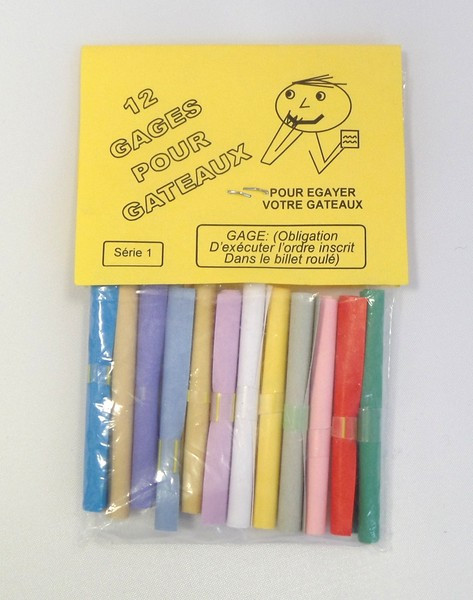 12
GAGES
POUR
GATEAUX
POUR EGAYER
VOTRE GATEAUX
GAGE: (Obligation
D'exécuter l'ordre inscrit
Dans le billet roulé)
Série 1